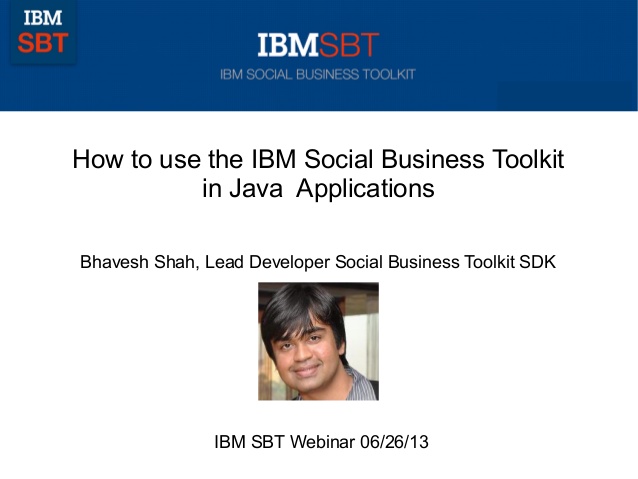 IBM
SBT
IBMSBT
IBM SOCIAL BUSINESS TOOLKIT
How to use the IBM Social Business Toolkit
in Java  Applications
Bhavesh Shah, Lead Developer Social Business Toolkit SDK
IBM SBT Webinar 06/26/13